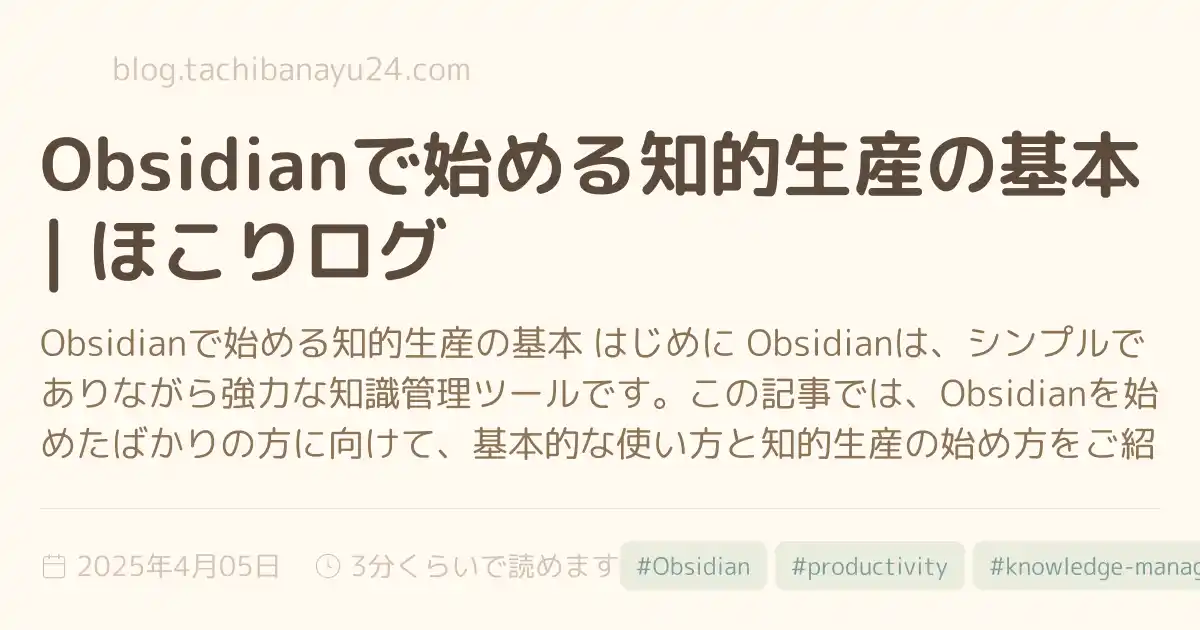 blog.tachibanayu24.com
Obsidianで始める知的生産の基本
| ほこりログ
Obsidianで始める知的生産の基本 はじめに Obsidianは、シンプルで
ありながら強力な知識管理ツールです。この記事では、Obsidianを始
めたばかりの方に向けて、基本的な使い方と知的生産の始め方をご紹
2025年4月05日 3分くらいで読めます #Obsidian #productivity #knowledge-manag